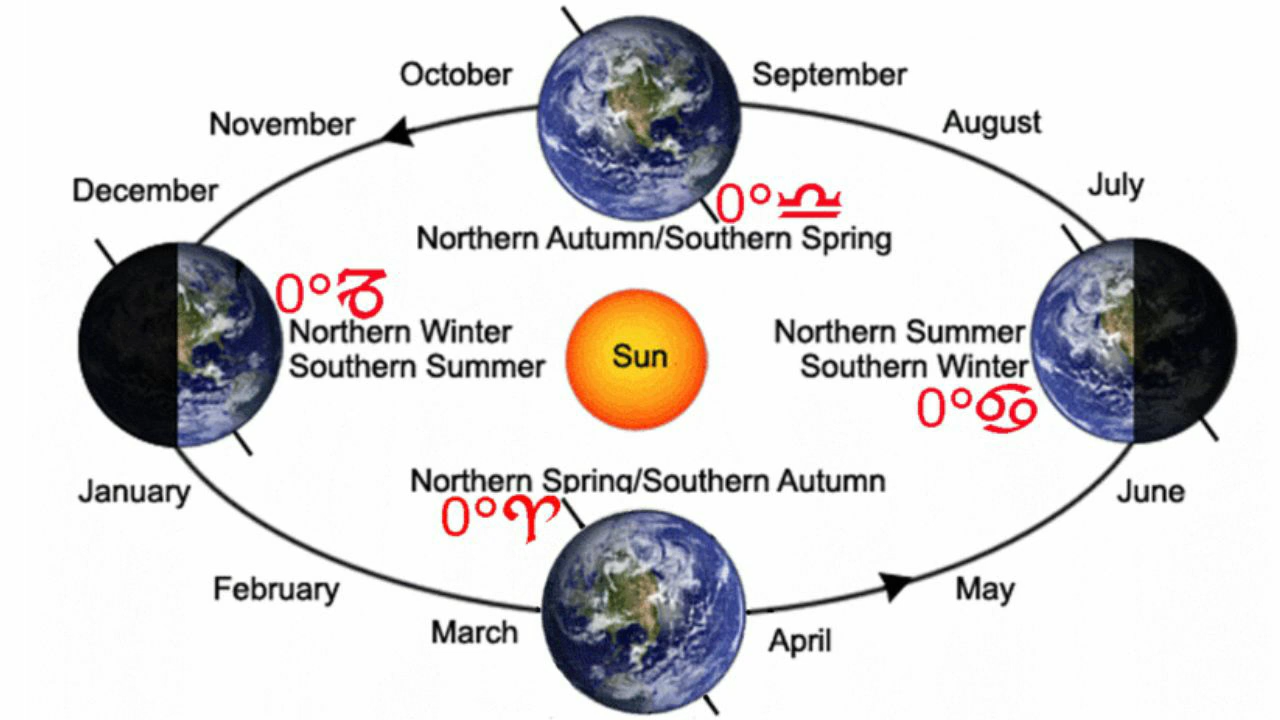 October
September
November
August
December
July
0°♎
Northern Autumn/Southern Spring
0°♑
Northern Winter
Southern Summer
Sun
Northern Summer
Southern Winter
0°♋
Northern Spring/Southern Autumn
0°♈
January
June
February
May
March
April